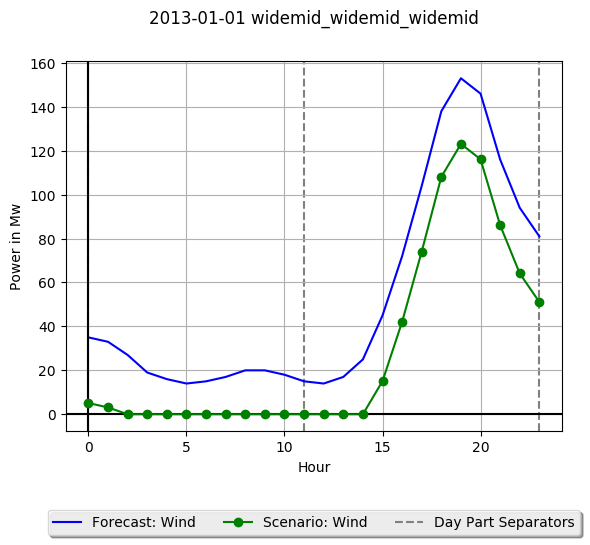 2013-01-01 widemid_widemid_widemid
160
140
120
100
80
60
40
20
0
Power in Mw
0 5 10 15 20
Hour
Forecast: Wind Scenario: Wind Day Part Separators